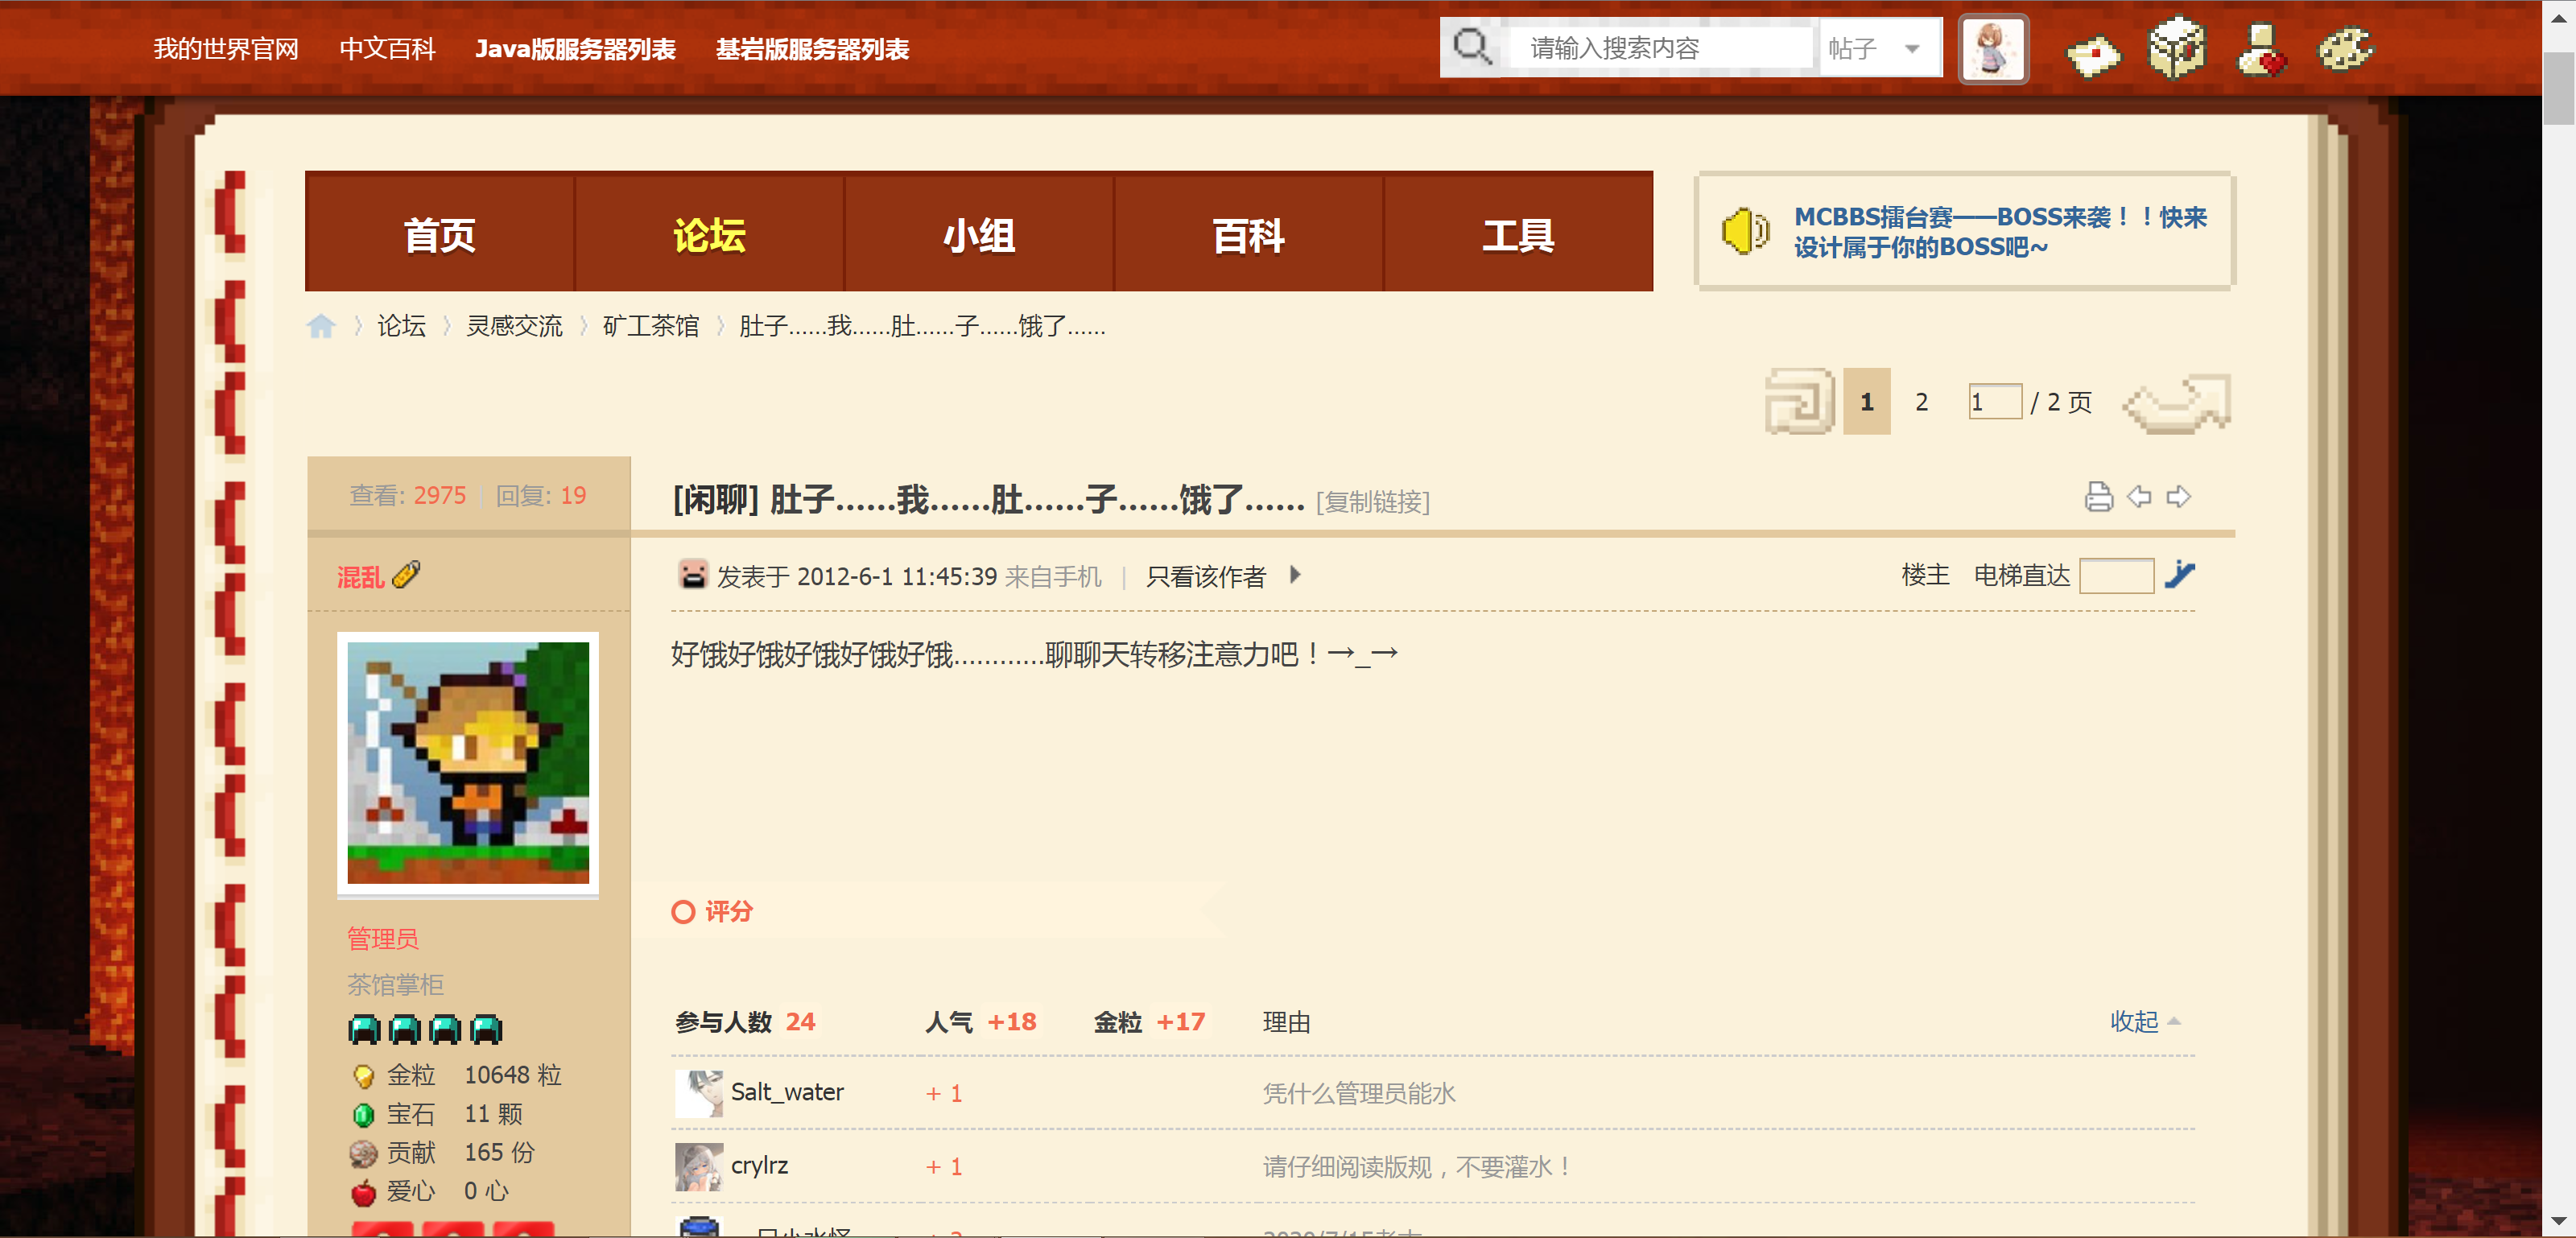 我的世界官网 中文百科 Java版服务器列表 基岩版服务器列表 请输入搜索内容 帖子
首页 论坛 小组 百科 工具
MCBBS擂台赛——BOSS来袭！！快来
设计属于你的BOSS吧~
论坛 〉 灵感交流 〉 矿工茶馆 〉 肚子……我……肚……子……饿了……
1 2 1 / 2 页
查看: 2975 | 回复: 19
[闲聊] 肚子……我……肚……子……饿了…… [复制链接]
混乱
发表于 2012-6-1 11:45:39 来自手机 | 只看该作者
楼主 电梯直达
好饿好饿好饿好饿好饿…………聊聊天转移注意力吧！→_→
管理员
茶馆掌柜
金粒 10648 粒
宝石 11 颗
贡献 165 份
爱心 0 心
评分
参与人数 24 人气 +18 金粒 +17 理由 收起
Salt_water + 1 凭什么管理员能水
crylrz + 1 请仔细阅读版规，不要灌水！